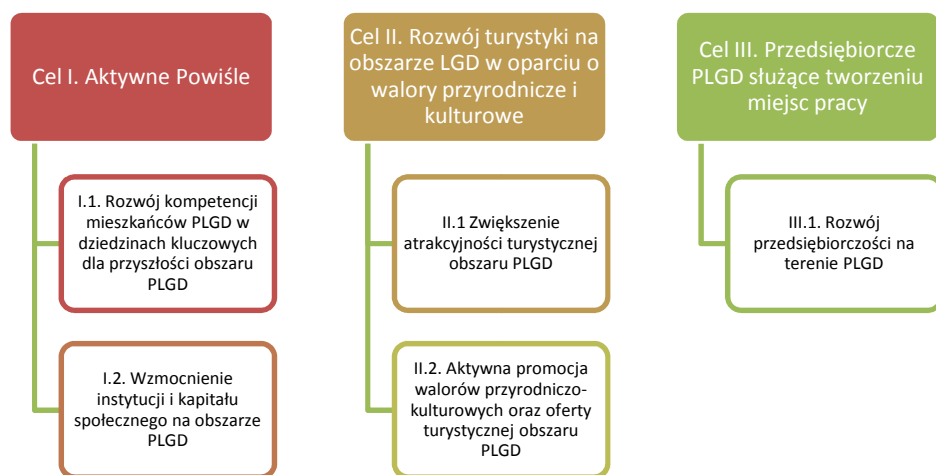 Cel I. Aktywne Powiśle
I.1. Rozwój kompetencji
mieszkańców PLGD w
dziedzinach kluczowych
dla przyszłości obszaru
PLGD
I.2. Wzmocnienie
instytucji i kapitału
społecznego na obszarze
PLGD
Cel II. Rozwój turystyki na
obszarze LGD w oparciu o
walory przyrodnicze i
kulturowe
II.1 Zwiększenie
atrakcyjności turystycznej
obszaru PLGD
II.2. Aktywna promocja
walorów przyrodniczo-
kulturowych oraz oferty
turystycznej obszaru
PLGD
Cel III. Przedsiębiorcze
PLGD służące tworzeniu
miejsc pracy
III.1. Rozwój
przedsiębiorczości na
terenie PLGD